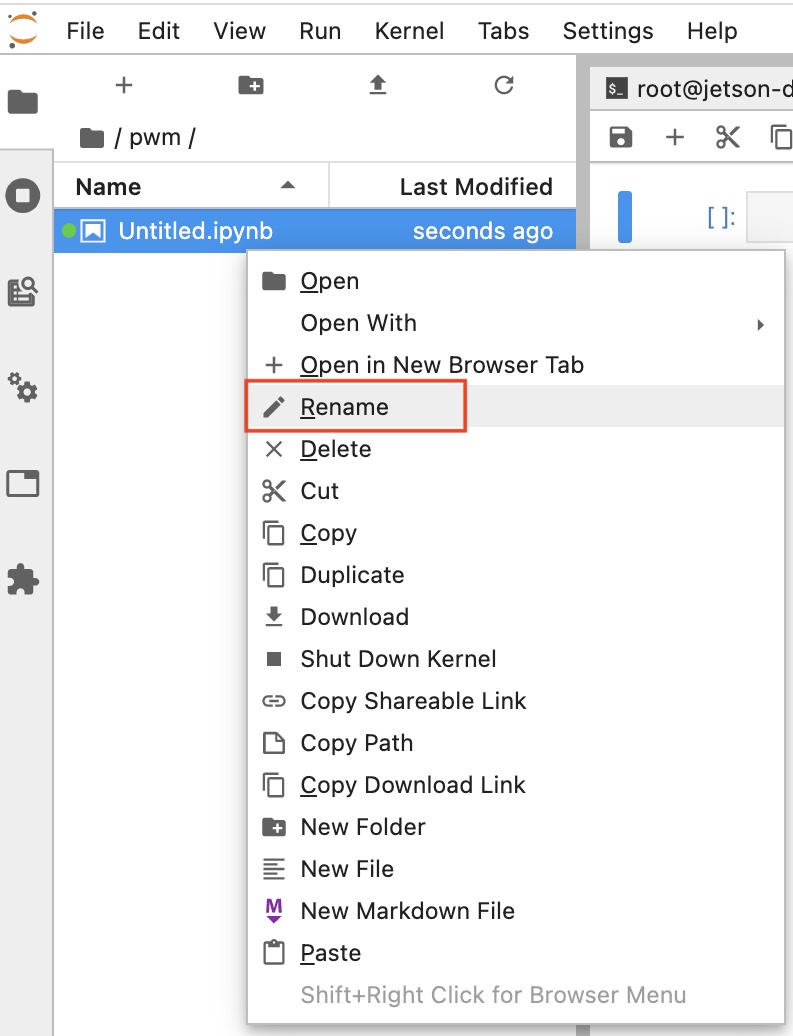 File Edit View Run Kernel Tabs Settings Help
root@jetson-d
/ pwm /
Name Last Modified
Untitled.ipynb seconds ago
[ ]:
Open
Open With
Open in New Browser Tab
Rename
Delete
Cut
Copy
Duplicate
Download
Shut Down Kernel
Copy Shareable Link
Copy Path
Copy Download Link
New Folder
New File
M New Markdown File
Paste
Shift+Right Click for Browser Menu